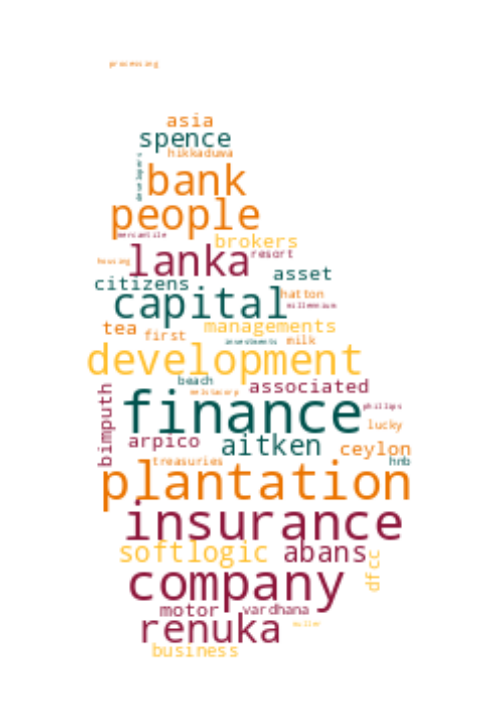 processing
asia
spence
hikkaduwa
developers
bank
people
mercantile
brokers
lanka
resort
housing
asset
citizens
capital
hatton
millennium
tea
first
managements
investments
milk
development
beach
associated
bimputh
finance
phillips
lucky
arpico
aitken
ceylon
treasuries
hnb
plantation
insurance
softlogic
abans
dfcc
company
motor
vardhana
renuka
muller
business